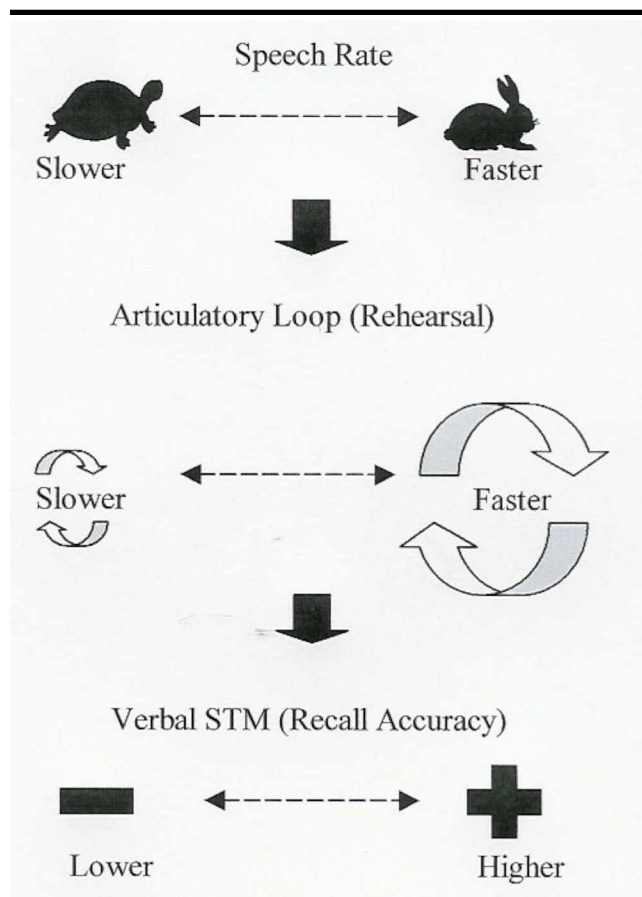 Speech Rate
Slower Faster
Articulatory Loop (Rehearsal)
Slower Faster
Verbal STM (Recall Accuracy)
Lower Higher